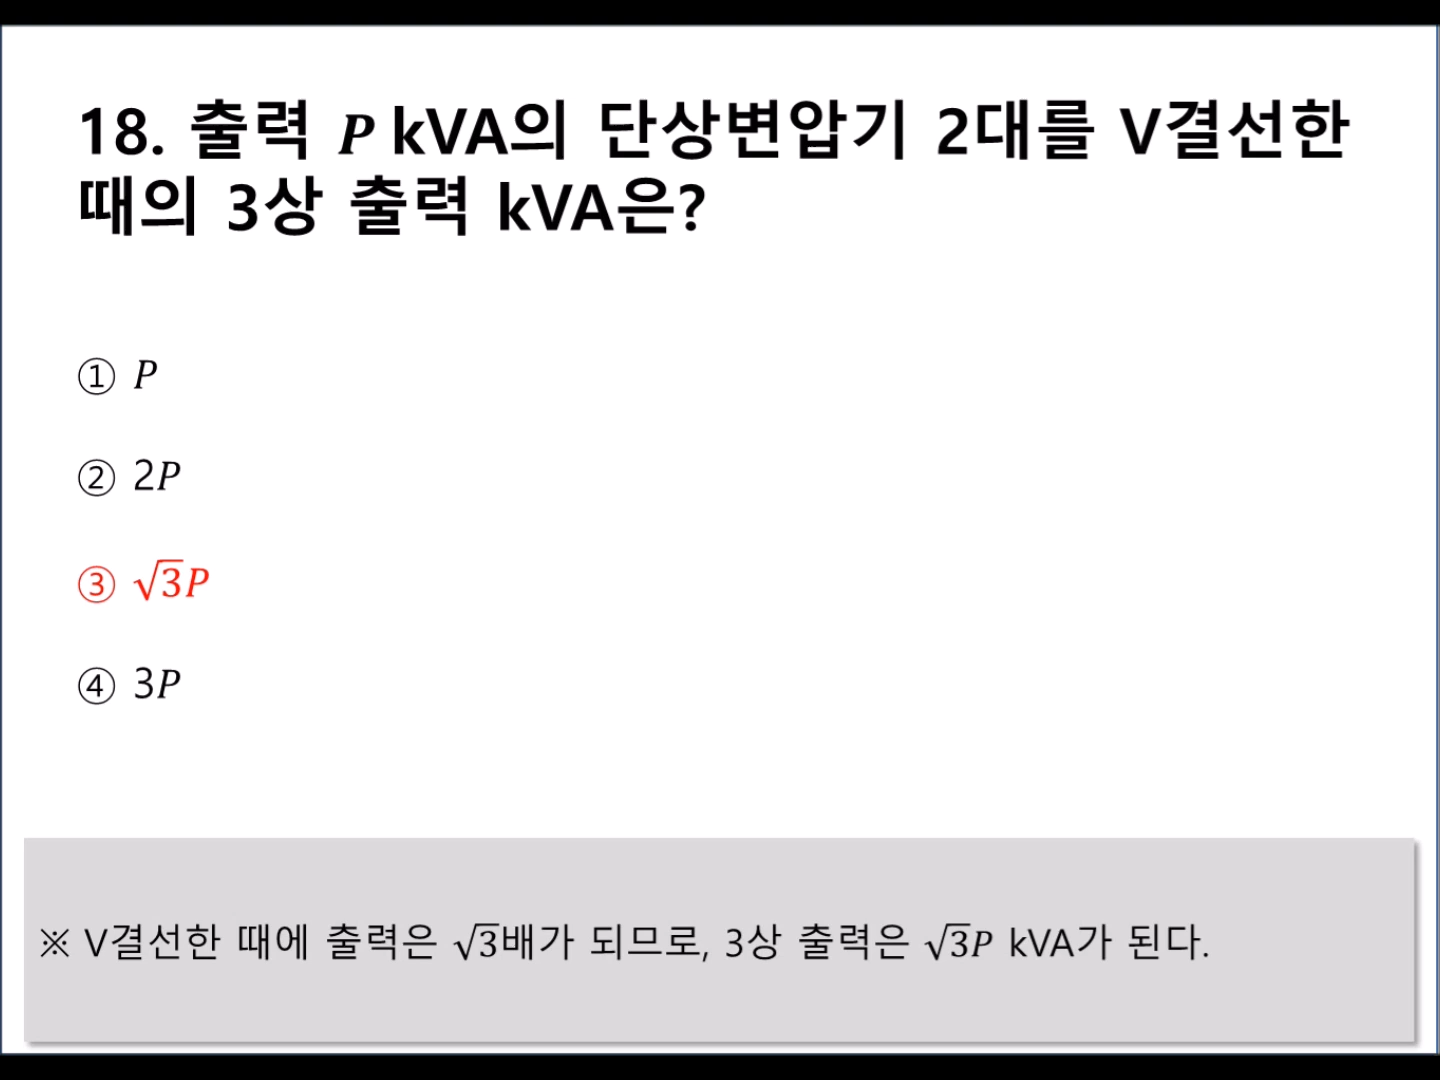 18. 출력 P kVA의 단상변압기 2대를 V결선한
때의 3상 출력 kVA은?
① P
② 2P
③ √3P
④ 3P
※ V결선한 때에 출력은 √3배가 되므로, 3상 출력은 √3P kVA가 된다.